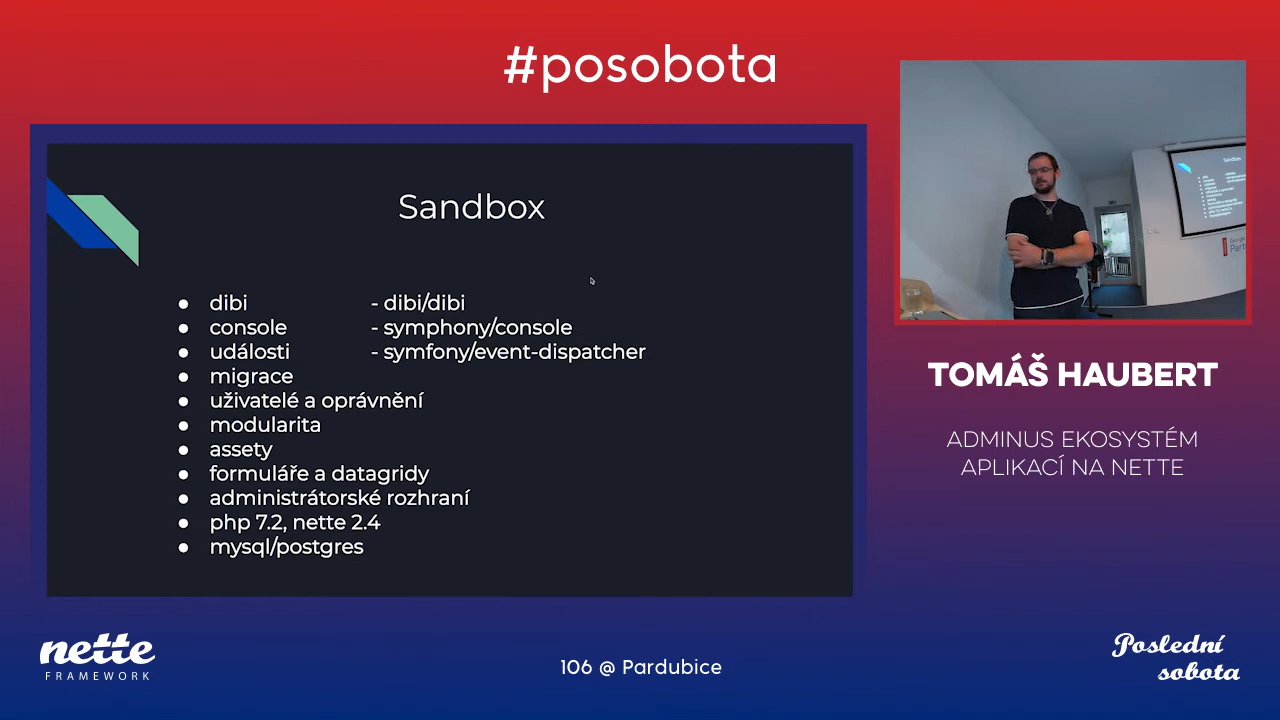 #posobota
Sandbox
● dibi - dibi/dibi
● console - symphony/console
● události - symfony/event-dispatcher
● migrace
● uživatelé a oprávnění
● modularita
● assety
● formuláře a datagridy
● administrátorské rozhraní
● php 7.2, nette 2.4
● mysql/postgres
TOMÁŠ HAUBERT
ADMINUS EKOSYSTÉM
APLIKACÍ NA NETTE
nette
FRAMEWORK
106 @ Pardubice
Poslední
sobota